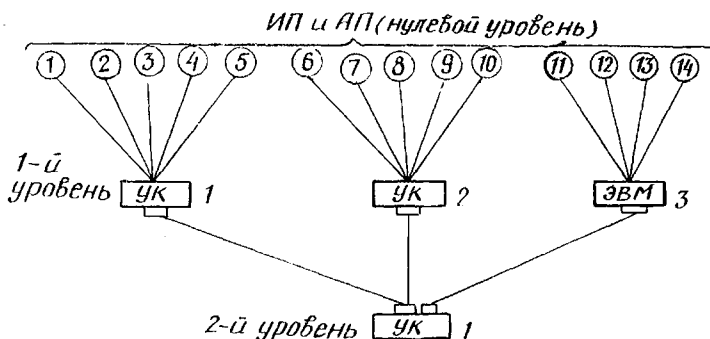 ИП и АП (нулевой уровень)
1 2 3 4 5 6 7 8 9 10 11 12 13 14
1-й
уровень УК 1 УК 2 ЭВМ 3
2-й уровень УК 1